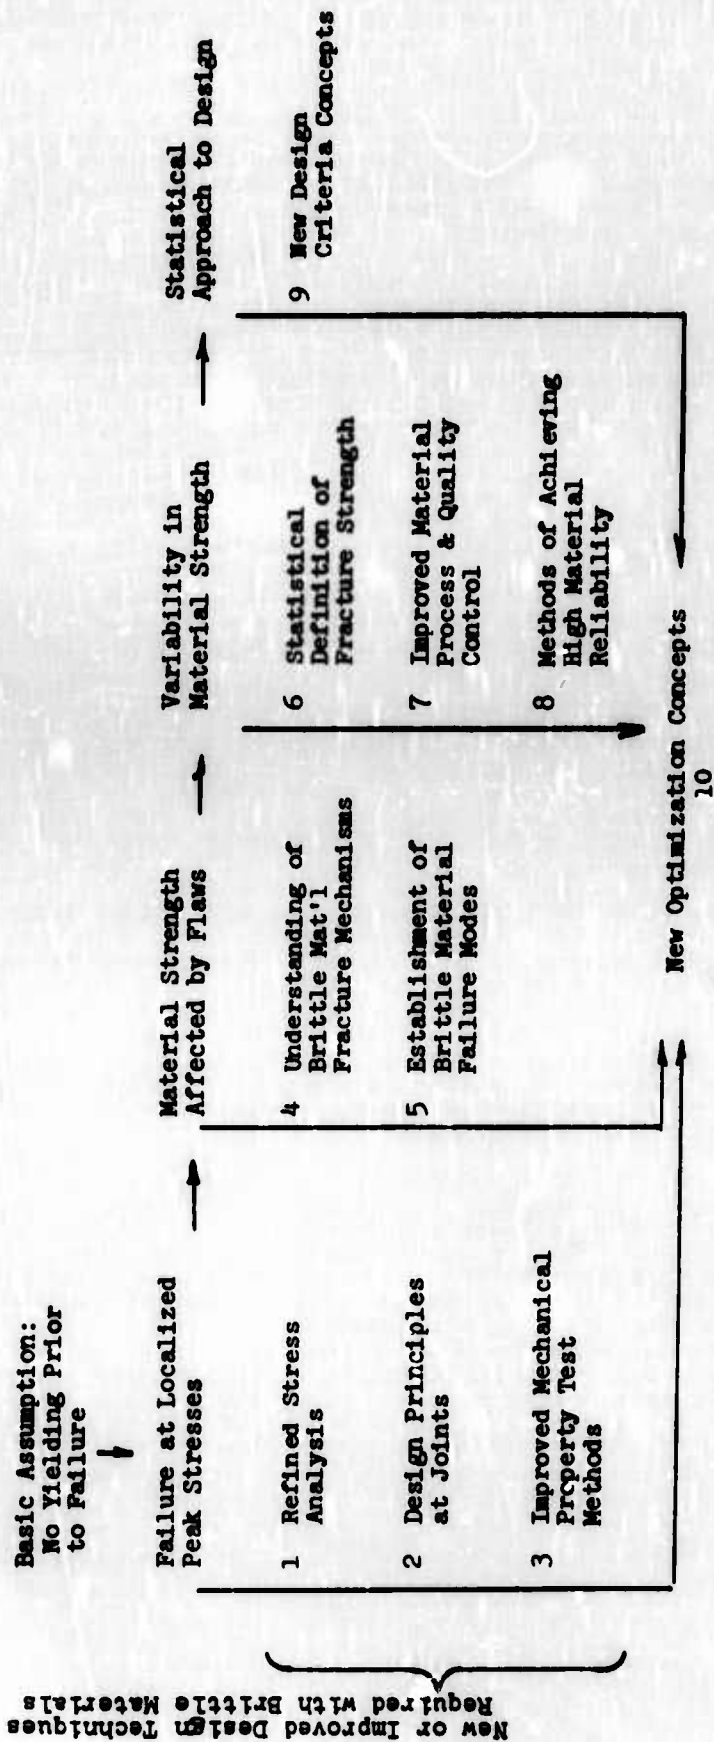 Basic Assumption:
No Yielding Prior
to Failure
Failure at Localized
Peak Stresses
Material Strength
Affected by Flaws
Variability in
Material Strength
Statistical
Approach to Design
New or Improved Design Techniques
Required with Brittle Materials
1 Refined Stress
Analysis
2 Design Principles
at Joints
3 Improved Mechanical
Property Test
Methods
4 Understanding of
Brittle Mat'l
Fracture Mechanisms
5 Establishment of
Brittle Material
Failure Modes
6 Statistical
Definition of
Fracture Strength
7 Improved Material
Process & Quality
Control
8 Methods of Achieving
High Material
Reliability
9 New Design
Criteria Concepts
New Optimization Concepts
10